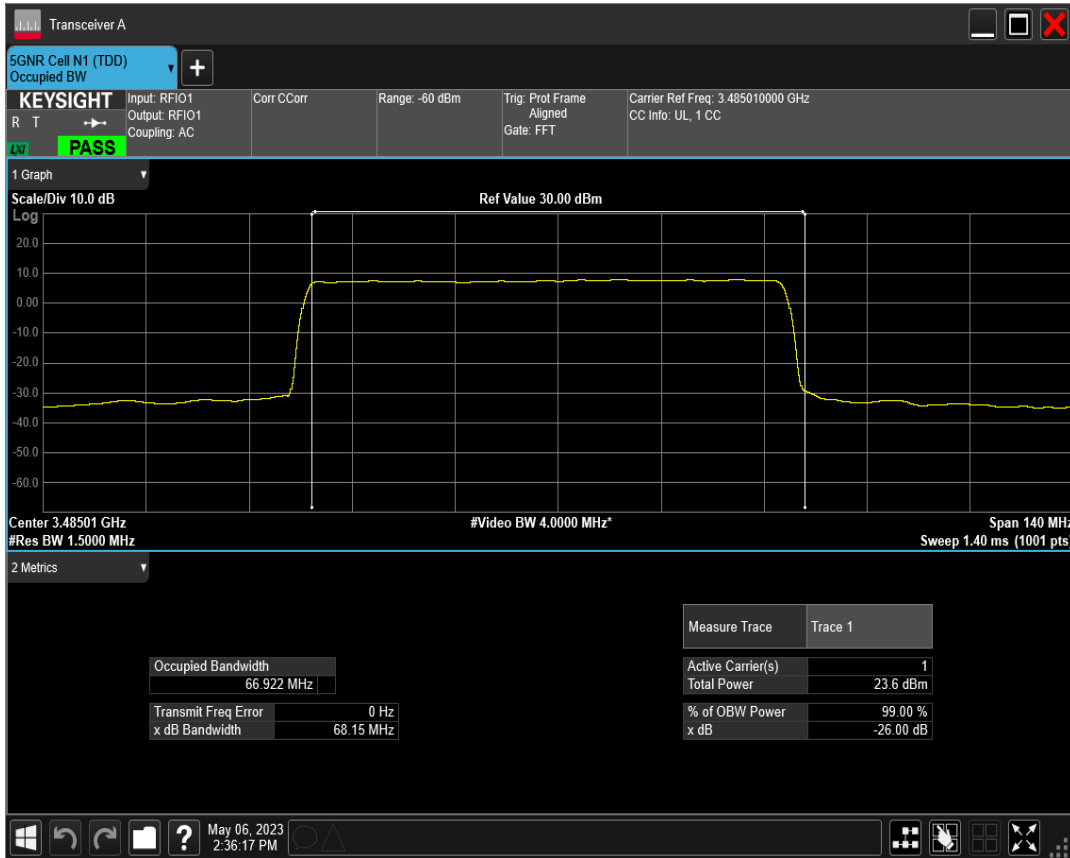 Transceiver A
5GNR Cell N1 (TDD)
Occupied BW
+
KEYSIGHT
R T
LXI
PASS
Input: RFIO1
Output: RFIO1
Coupling: AC
Corr CCorr
Range: -60 dBm
Trig: Prot Frame
Aligned
Gate: FFT
Carrier Ref Freq: 3.485010000 GHz
CC Info: UL, 1 CC
1 Graph
Scale/Div 10.0 dB
Ref Value 30.00 dBm
Log
20.0
10.0
0.00
-10.0
-20.0
-30.0
-40.0
-50.0
-60.0
Center 3.48501 GHz
#Video BW 4.0000 MHz*
Span 140 MHz
#Res BW 1.5000 MHz
Sweep 1.40 ms (1001 pts)
2 Metrics
Measure Trace Trace 1
Occupied Bandwidth
66.922 MHz
Active Carrier(s) 1
Total Power 23.6 dBm
Transmit Freq Error 0 Hz
x dB Bandwidth 68.15 MHz
% of OBW Power 99.00 %
x dB -26.00 dB
?
May 06, 2023
2:36:17 PM